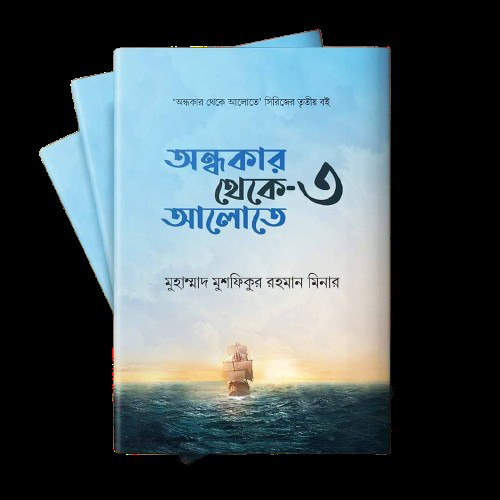 'অন্ধকার থেকে আলোতে' সিরিজের তৃতীয় বই
অন্ধকার
থেকে-৩
আলোতে
মুহাম্মাদ মুশফিকুর রহমান মিনার